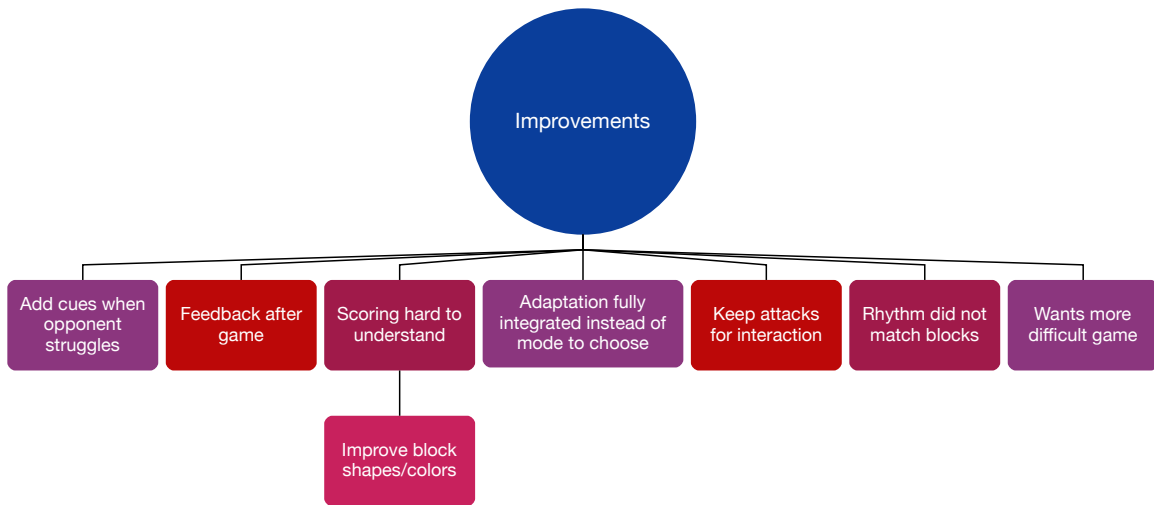 Improvements
Add cues when
opponent
struggles
Feedback after
game
Scoring hard to
understand
Adaptation fully
integrated instead of
mode to choose
Keep attacks
for interaction
Rhythm did not
match blocks
Wants more
difficult game
Improve block
shapes/colors